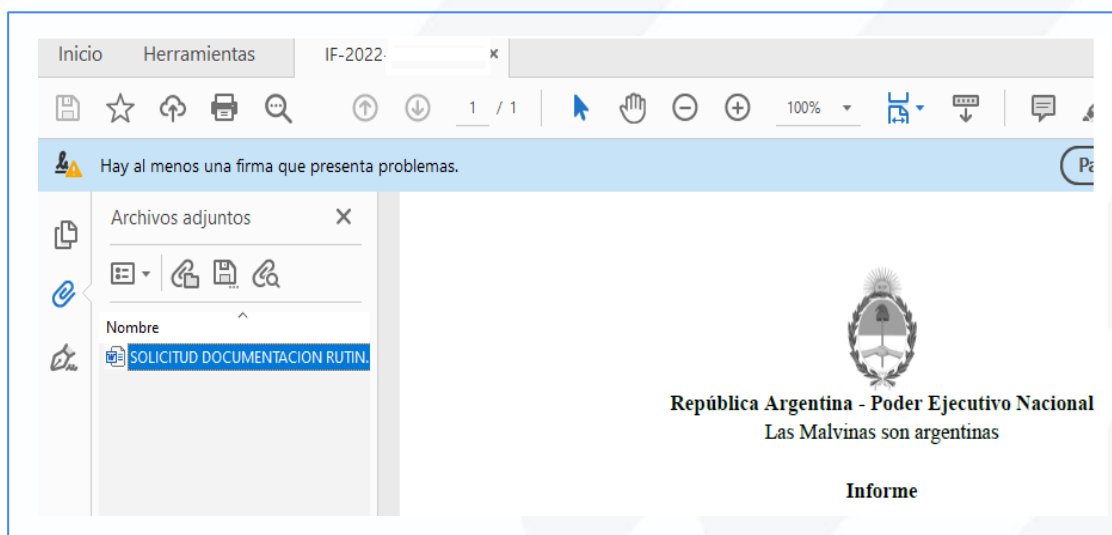 Inicio Herramientas IF-2022-
1 / 1 100%
Hay al menos una firma que presenta problemas.
Archivos adjuntos
Nombre
SOLICITUD DOCUMENTACION RUTIN.
República Argentina - Poder Ejecutivo Nacional
Las Malvinas son argentinas
Informe